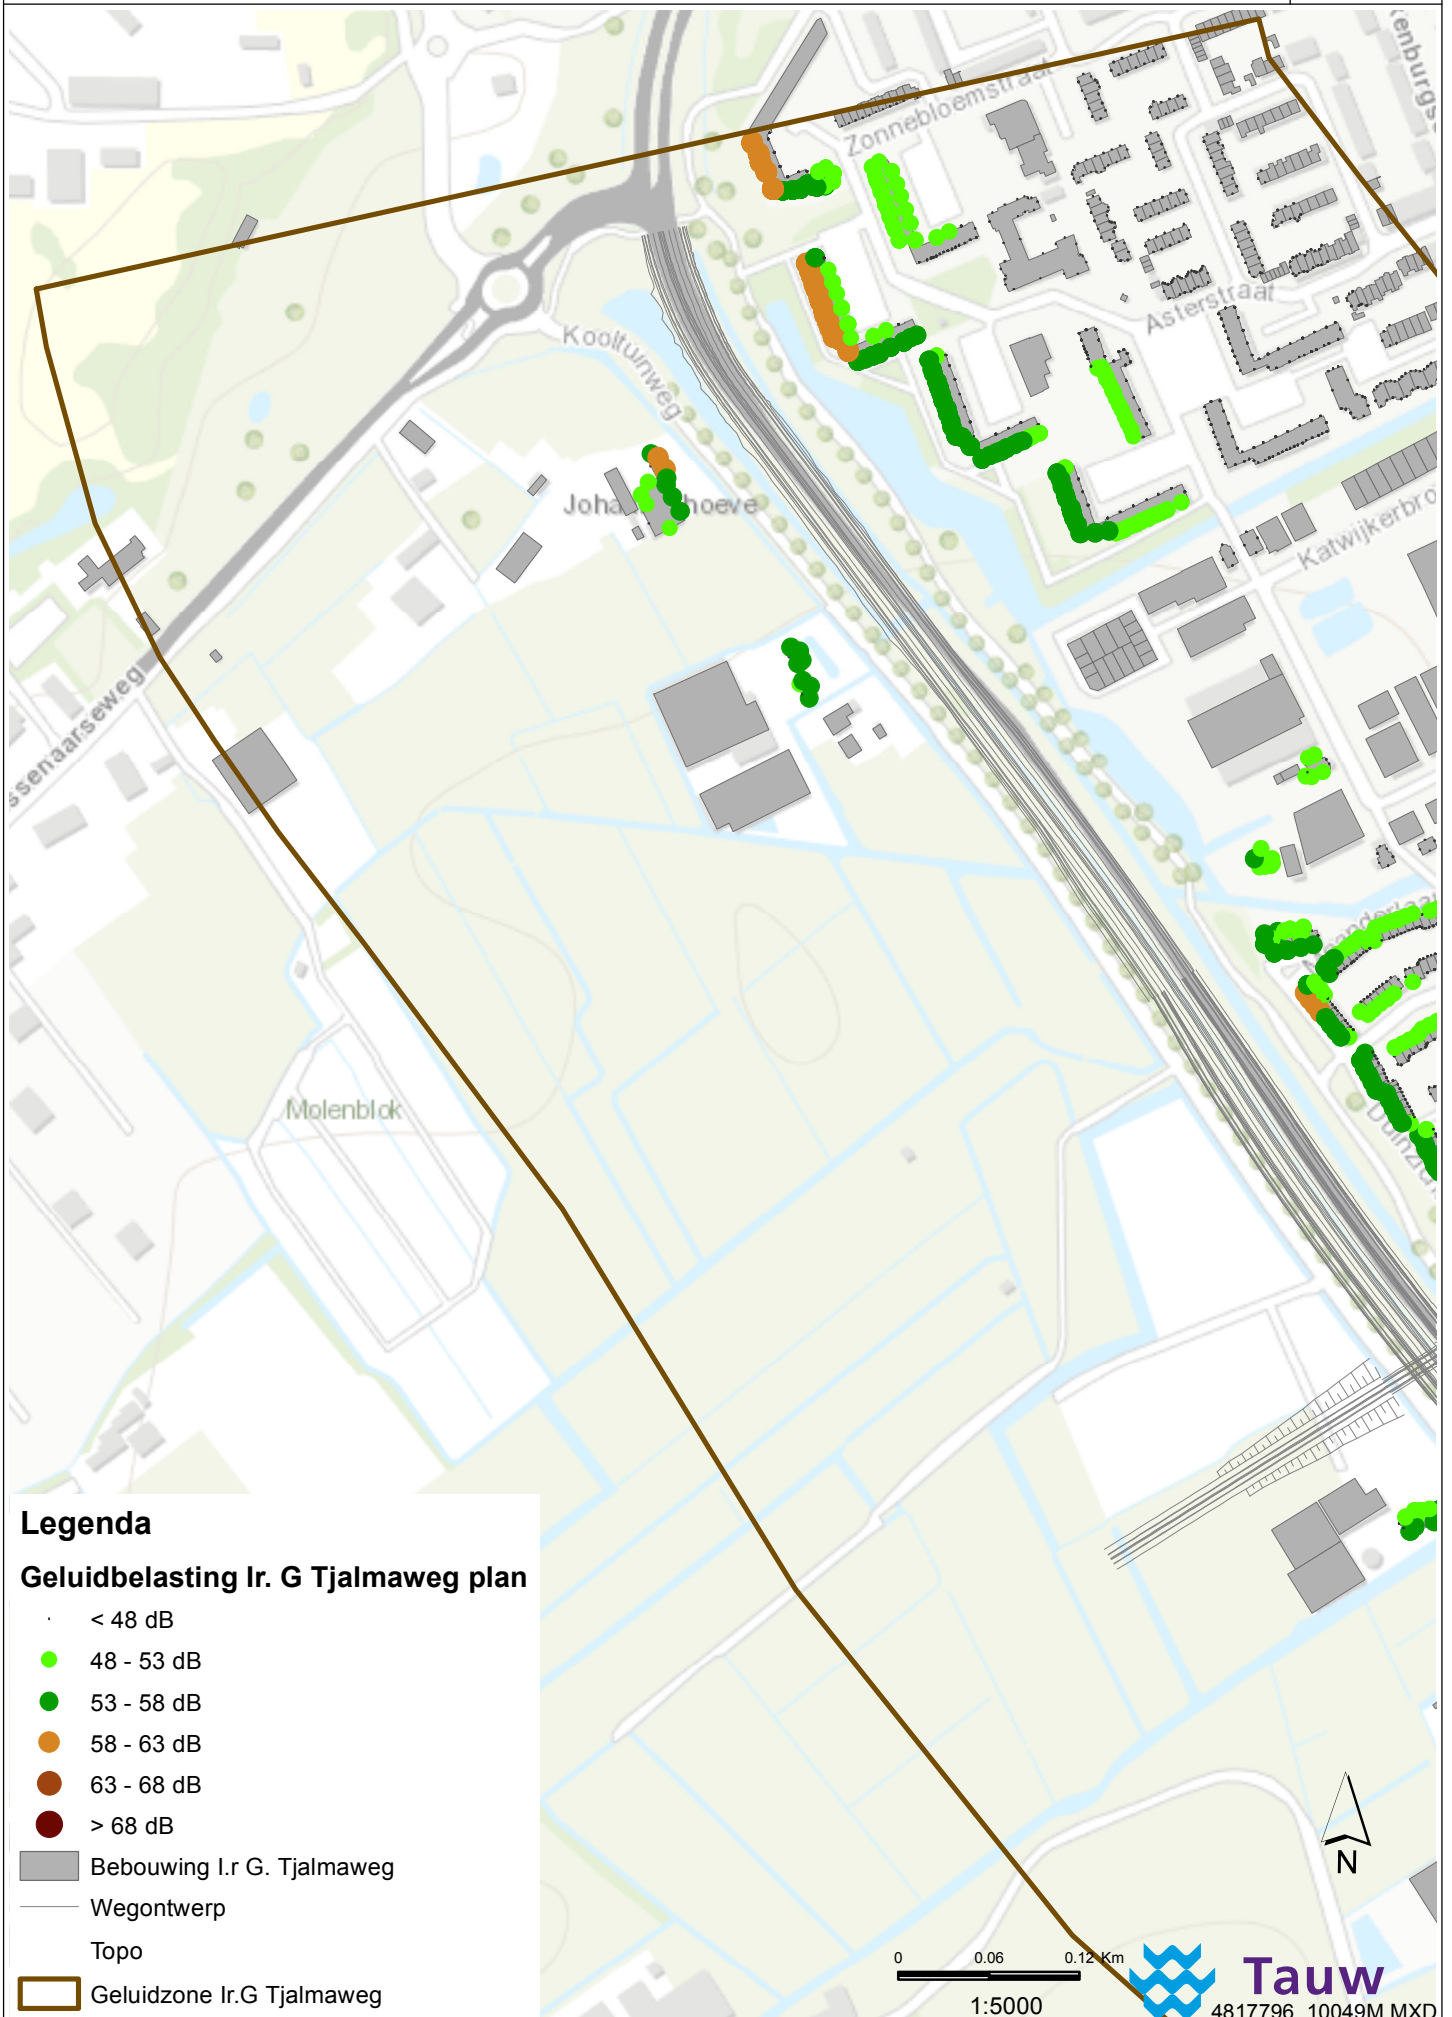 Zonnebloemstraat
Asterstraat
Kooltuinweg
Katwijkerbro
Molenblok
Legenda
Geluidbelasting Ir. G Tjalmaweg plan
< 48 dB
48 - 53 dB
53 - 58 dB
58 - 63 dB
63 - 68 dB
> 68 dB
Bebouwing I.r G. Tjalmaweg
Wegontwerp
Topo
Geluidzone Ir.G Tjalmaweg
N
0 0.06 0.12 Km
1:5000
Tauw
4817796_10049M.MXD